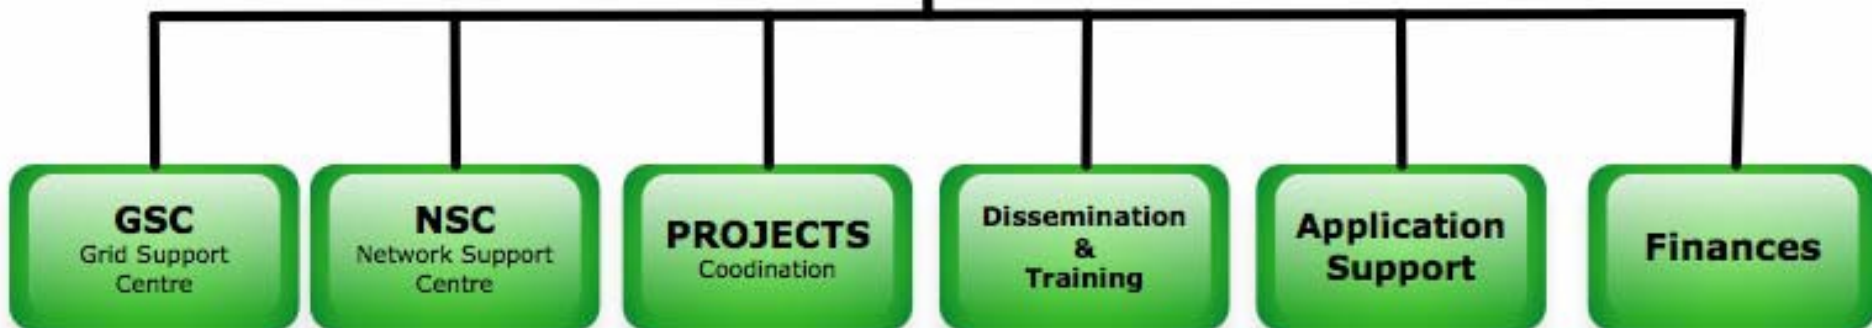 GSC
Grid Support
Centre
NSC
Network Support
Centre
PROJECTS
Coodination
Dissemination
&
Training
Application
Support
Finances